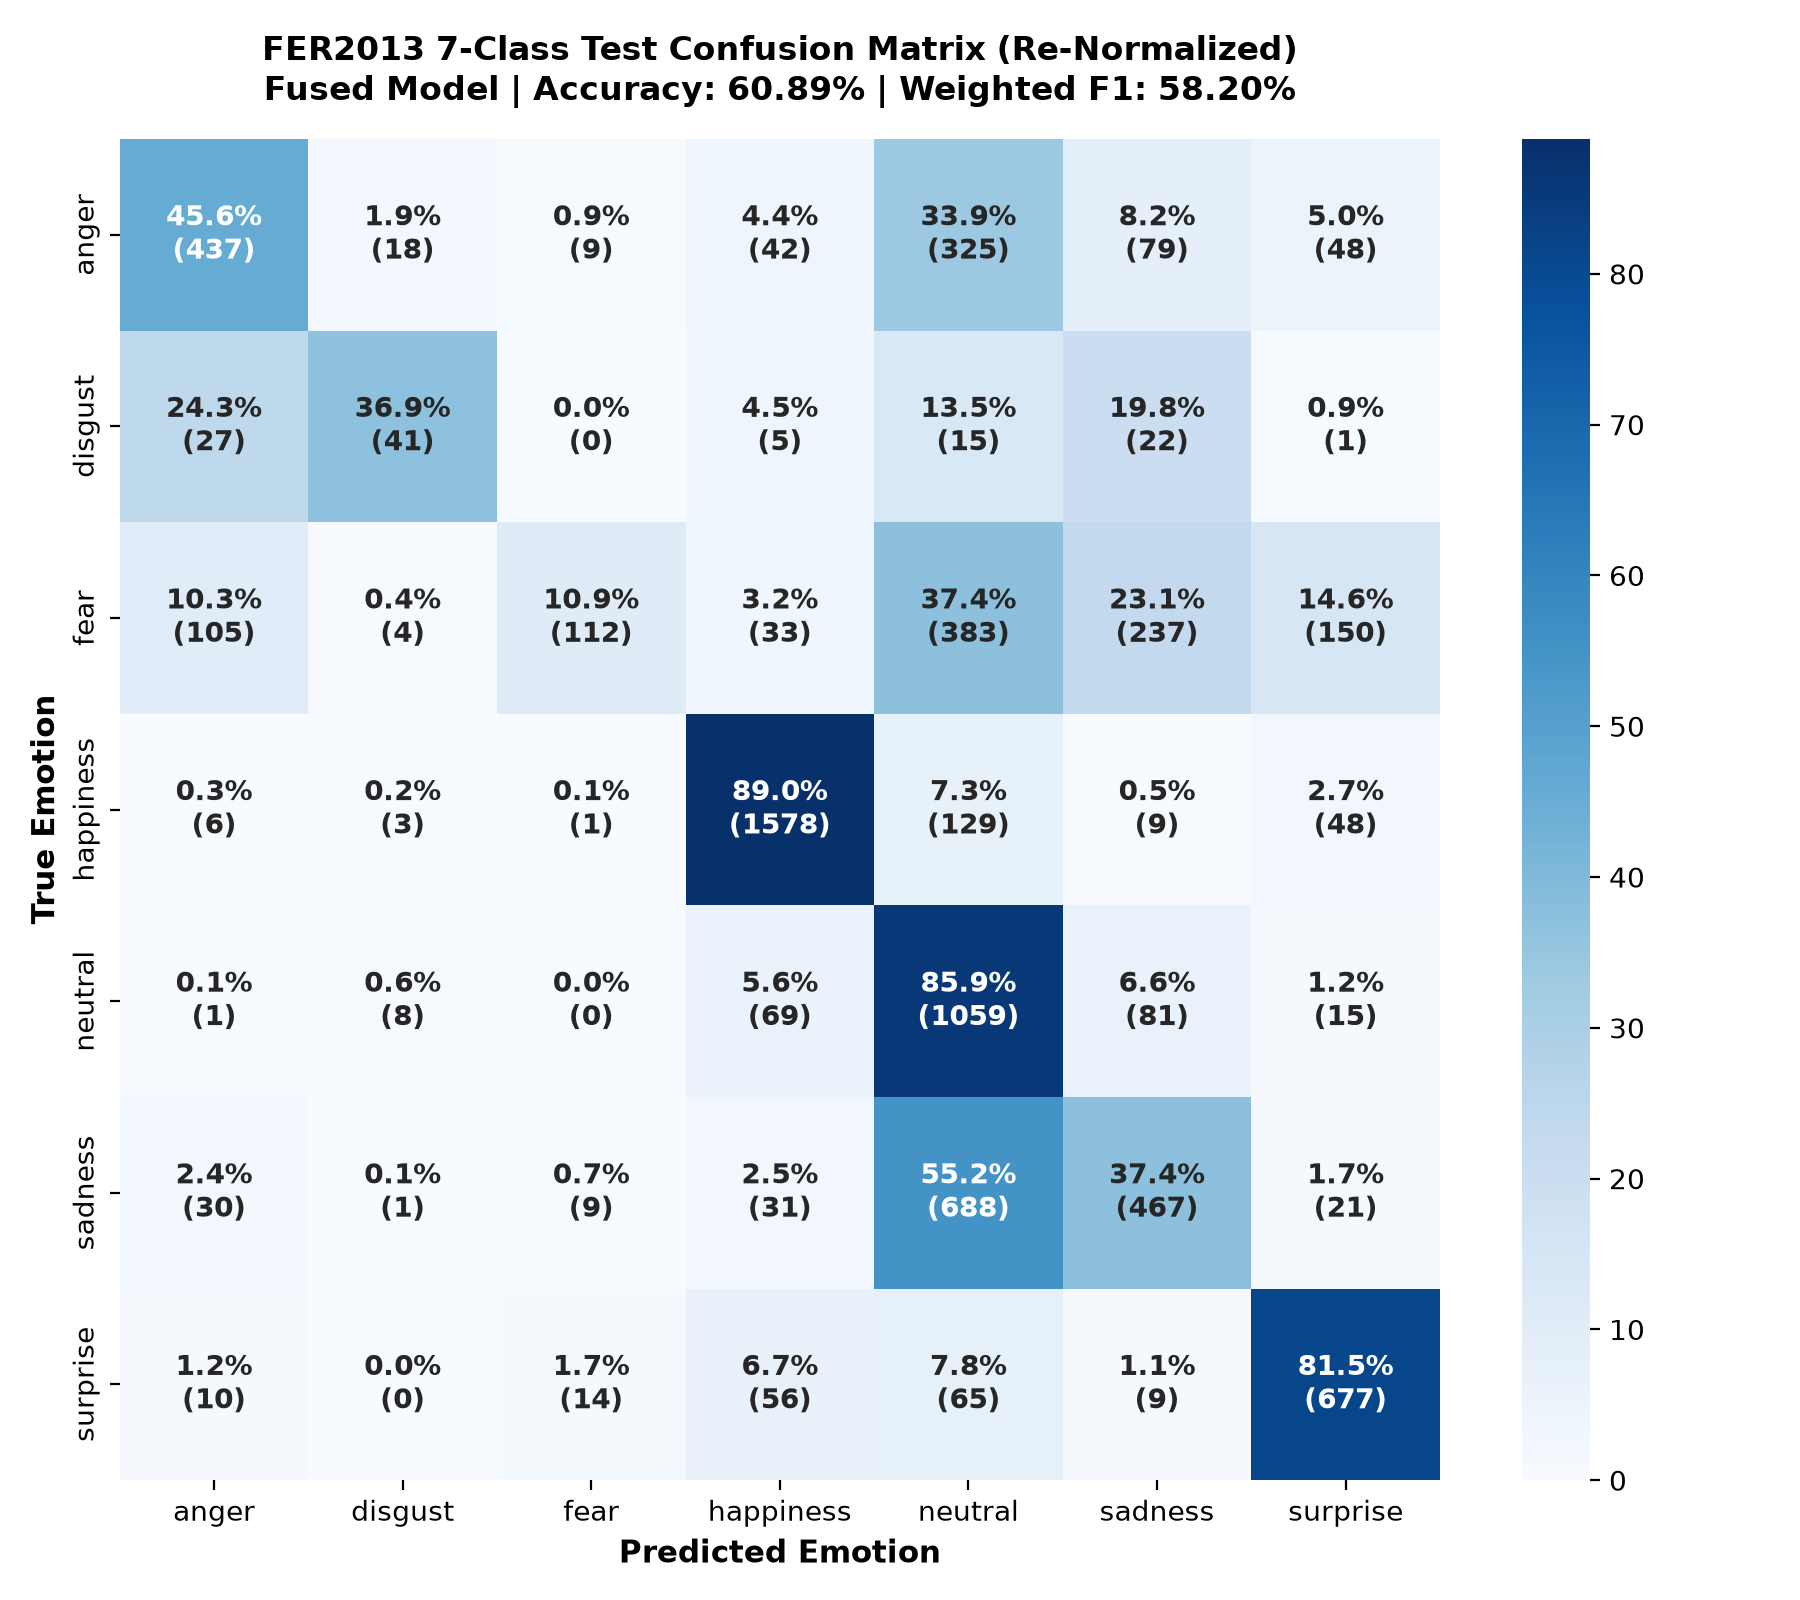 FER2013 7-Class Test Confusion Matrix (Re-Normalized)
Fused Model | Accuracy: 60.89% | Weighted F1: 58.20%
True Emotion
anger
45.6% 1.9% 0.9% 4.4% 33.9% 8.2% 5.0%
(437) (18) (9) (42) (325) (79) (48)
disgust
24.3% 36.9% 0.0% 4.5% 13.5% 19.8% 0.9%
(27) (41) (0) (5) (15) (22) (1)
fear
10.3% 0.4% 10.9% 3.2% 37.4% 23.1% 14.6%
(105) (4) (112) (33) (383) (237) (150)
happiness
0.3% 0.2% 0.1% 89.0% 7.3% 0.5% 2.7%
(6) (3) (1) (1578) (129) (9) (48)
neutral
0.1% 0.6% 0.0% 5.6% 85.9% 6.6% 1.2%
(1) (8) (0) (69) (1059) (81) (15)
sadness
2.4% 0.1% 0.7% 2.5% 55.2% 37.4% 1.7%
(30) (1) (9) (31) (688) (467) (21)
surprise
1.2% 0.0% 1.7% 6.7% 7.8% 1.1% 81.5%
(10) (0) (14) (56) (65) (9) (677)
anger disgust fear happiness neutral sadness surprise
Predicted Emotion
80
70
60
50
40
30
20
10
0